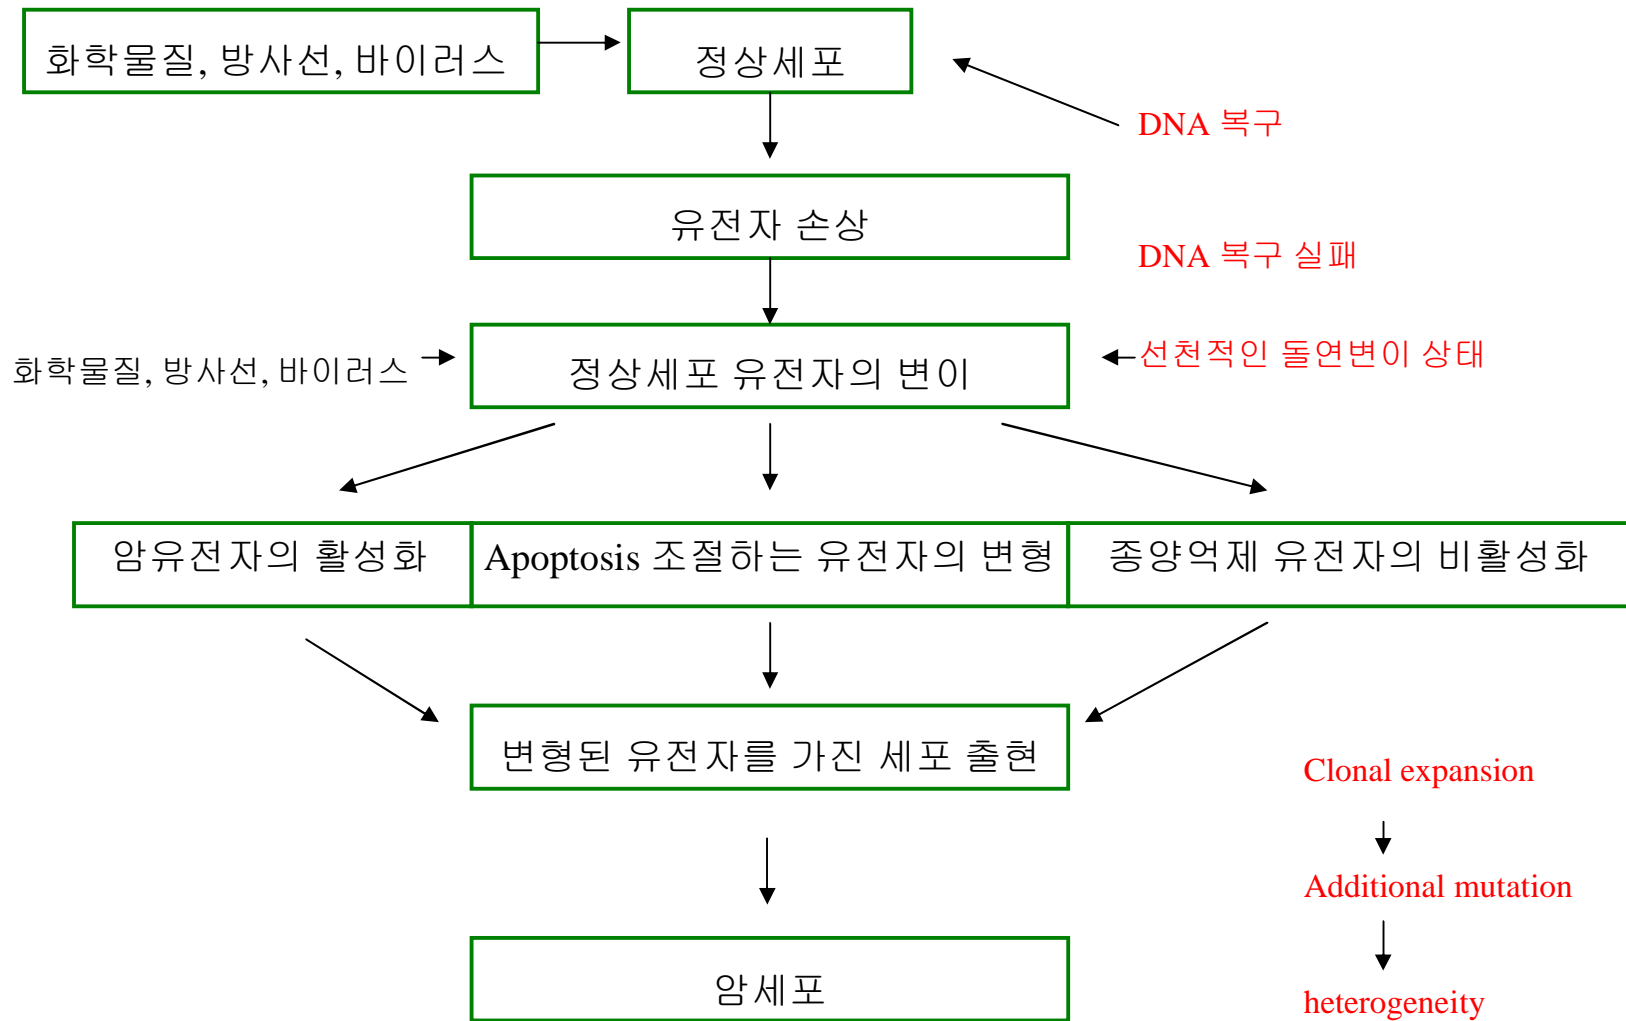 화학물질, 방사선, 바이러스
정상세포
DNA 복구
유전자 손상
DNA 복구 실패
화학물질, 방사선, 바이러스
정상세포 유전자의 변이
선천적인 돌연변이 상태
암유전자의 활성화
Apoptosis 조절하는 유전자의 변형
종양억제 유전자의 비활성화
변형된 유전자를 가진 세포 출현
Clonal expansion
Additional mutation
암세포
heterogeneity